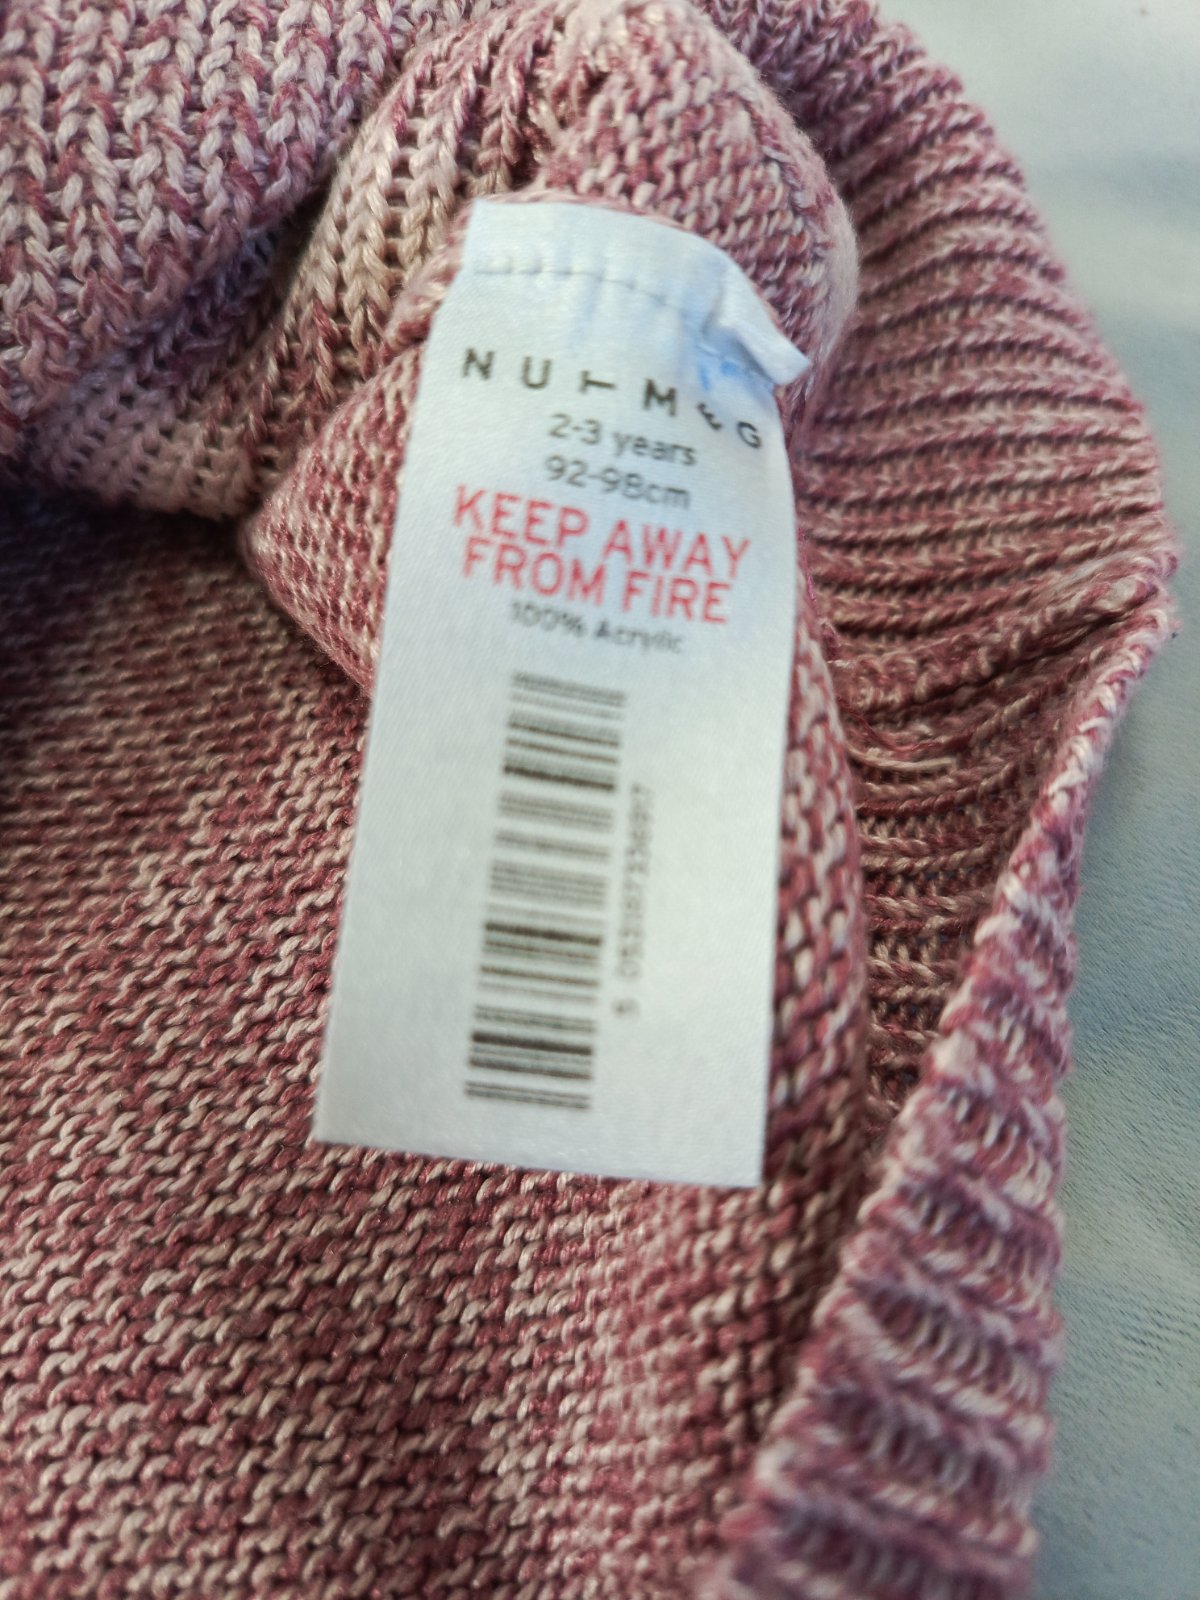 NUTMEG
2-3 years
92-98cm
KEEP AWAY
FROM FIRE
100% Acrylic